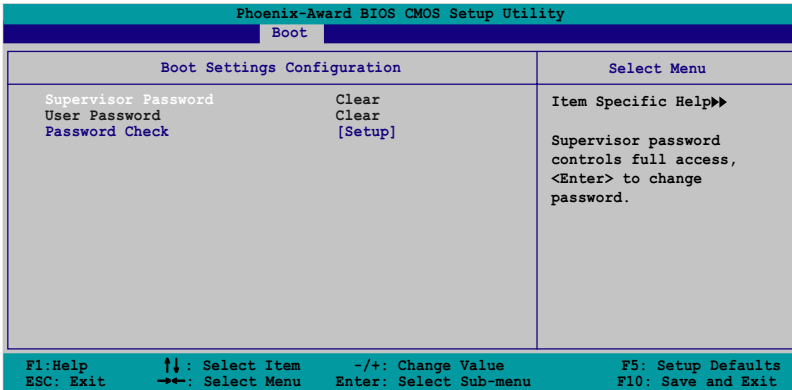 Phoenix-Award BIOS CMOS Setup Utility
Boot
Boot Settings Configuration
Select Menu
Supervisor Password Clear
User Password Clear
Password Check [Setup]
Item Specific Help▶▶
Supervisor password
controls full access,
<Enter> to change
password.
F1:Help ↑↓: Select Item -/+: Change Value F5: Setup Defaults
ESC: Exit →←: Select Menu Enter: Select Sub-menu F10: Save and Exit